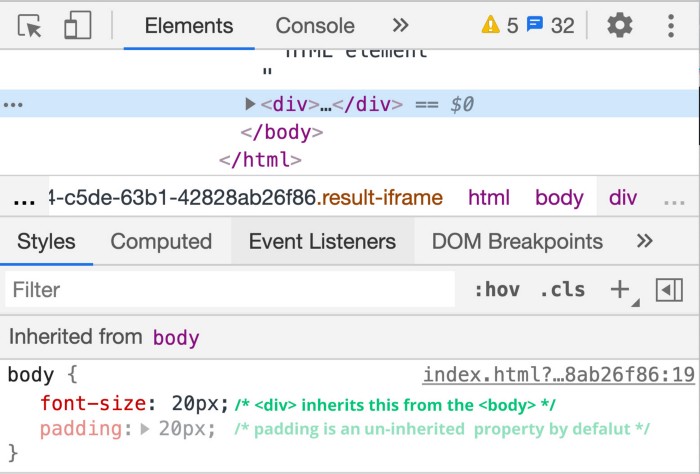 Elements Console » 5 32
HTML element
"
… ▶<div>…</div> == $0
</body>
</html>
… 4-c5de-63b1-42828ab26f86.result-iframe html body div …
Styles Computed Event Listeners DOM Breakpoints »
Filter :hov .cls +
Inherited from body
body { index.html?…8ab26f86:19
font-size: 20px; /* <div> inherits this from the <body> */
padding: ▶ 20px; /* padding is an un-inherited property by defalut */
}